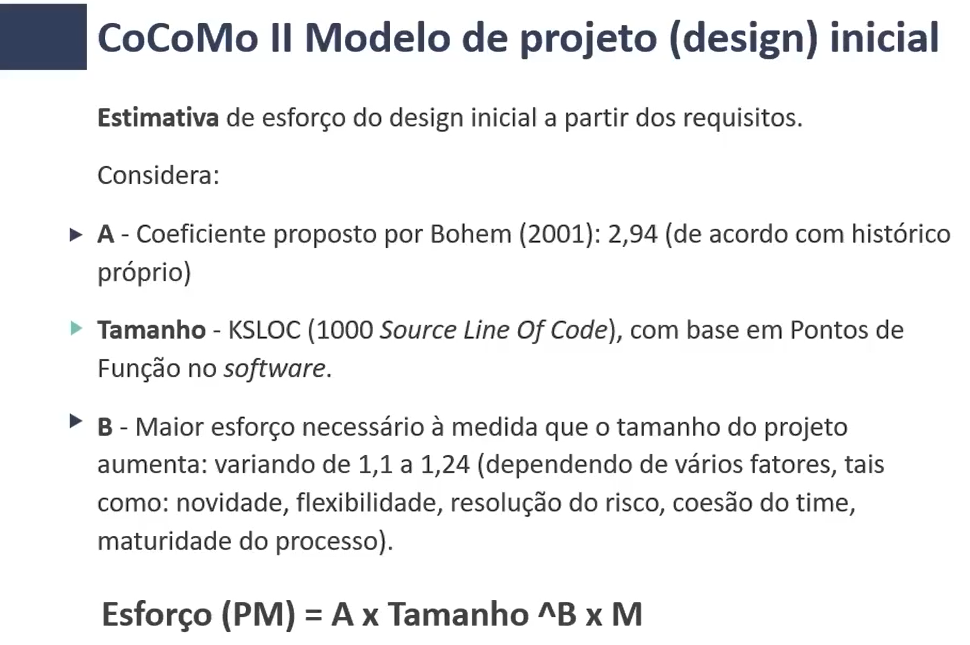 CoCoMo II Modelo de projeto (design) inicial
Estimativa de esforço do design inicial a partir dos requisitos.
Considera:
A - Coeficiente proposto por Bohem (2001): 2,94 (de acordo com histórico
próprio)
Tamanho - KSLOC (1000 Source Line Of Code), com base em Pontos de
Função no software.
B - Maior esforço necessário à medida que o tamanho do projeto
aumenta: variando de 1,1 a 1,24 (dependendo de vários fatores, tais
como: novidade, flexibilidade, resolução do risco, coesão do time,
maturidade do processo).
Esforço (PM) = A x Tamanho ^B x M